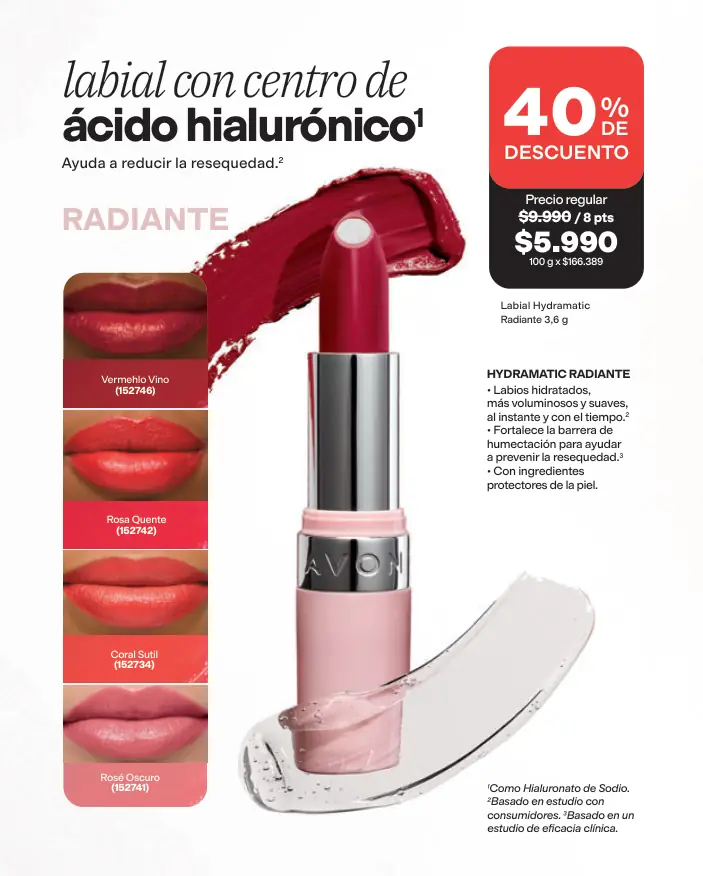 labial con centro de
ácido hialurónico¹
Ayuda a reducir la resequedad.²
RADIANTE
40%
DE
DESCUENTO
Precio regular
$9.990 / 8 pts
$5.990
100 g x $166.389
Labial Hydramatic
Radiante 3,6 g
HYDRAMATIC RADIANTE
• Labios hidratados,
más voluminosos y suaves,
al instante y con el tiempo.²
• Fortalece la barrera de
humectación para ayudar
a prevenir la resequedad.³
• Con ingredientes
protectores de la piel.
Vermehlo Vino
(152746)
Rosa Quente
(152742)
Coral Sutil
(152734)
Rosé Oscuro
(152741)
AVON
¹Como Hialuronato de Sodio.
²Basado en estudio con
consumidores. ³Basado en un
estudio de eficacia clínica.